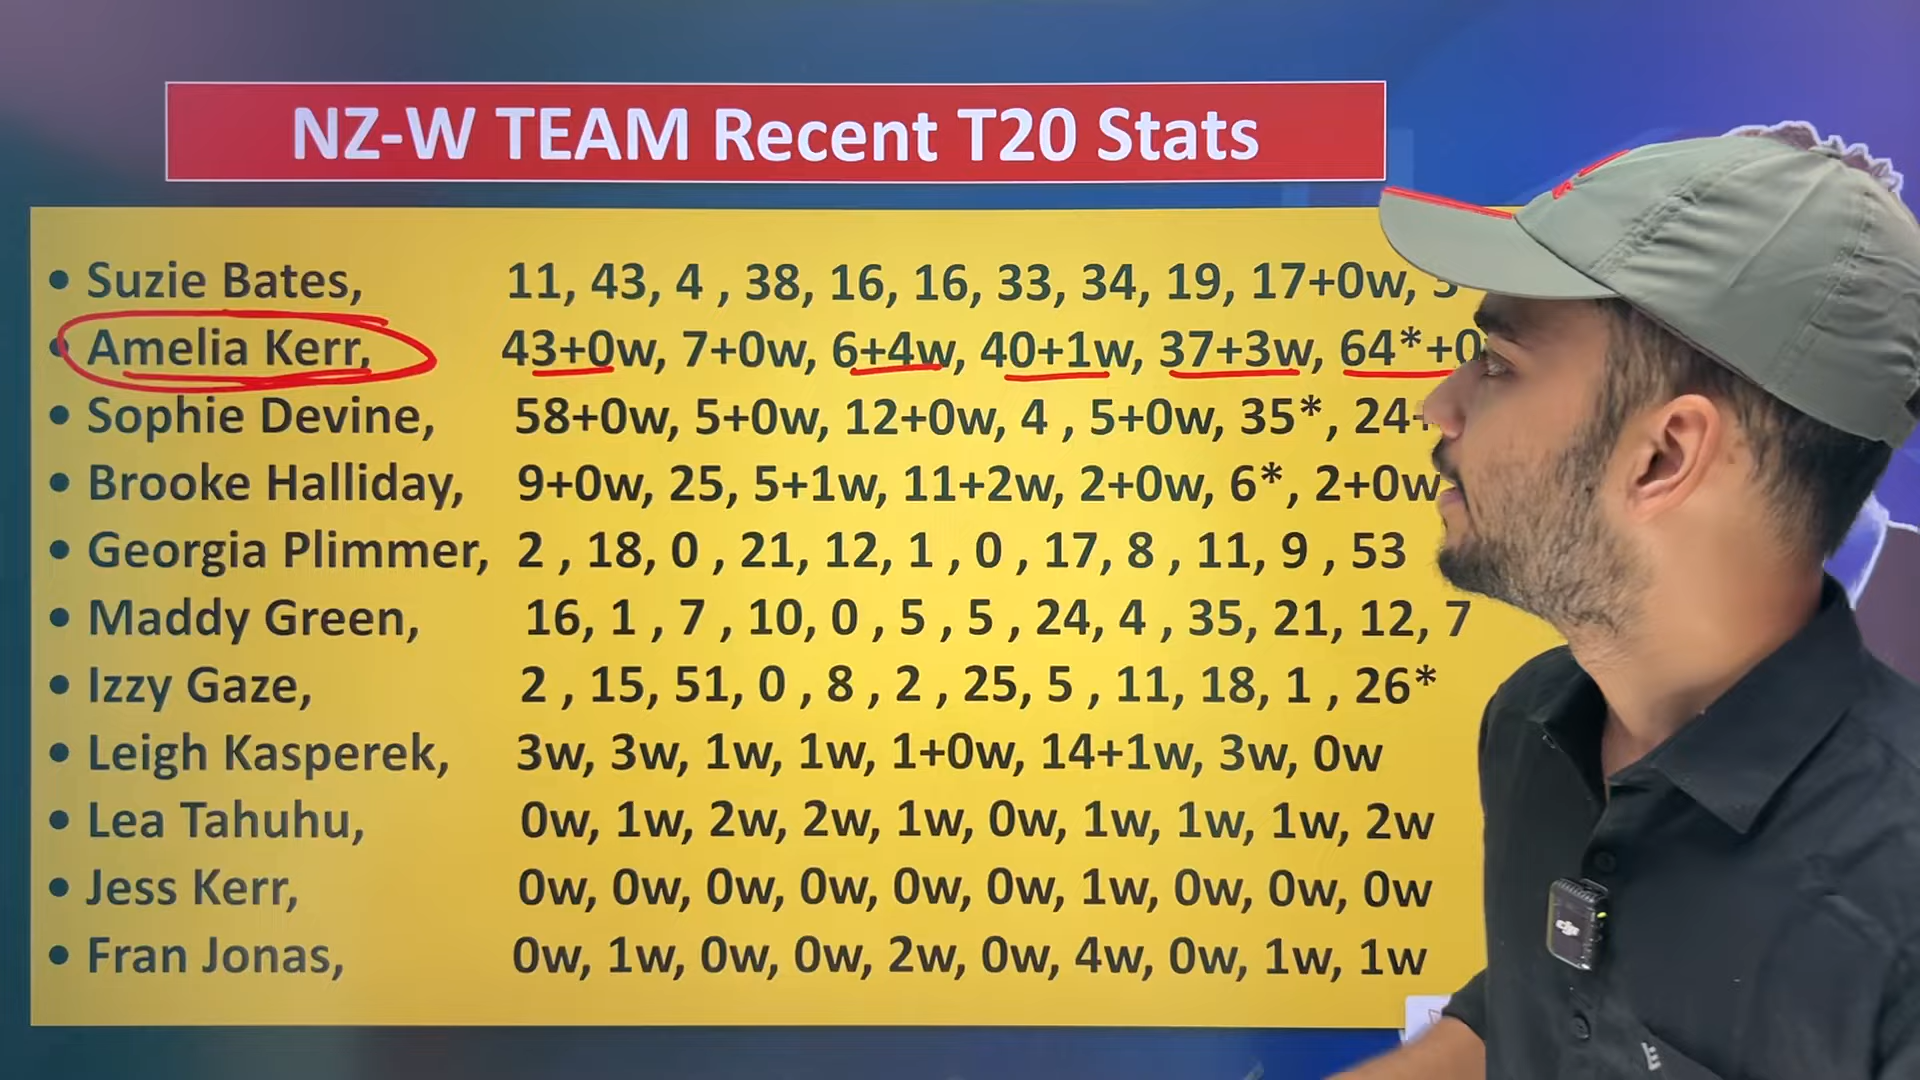 NZ-W TEAM Recent T20 Stats
• Suzie Bates, 11, 43, 4 , 38, 16, 16, 33, 34, 19, 17+0w,
• Amelia Kerr, 43+0w, 7+0w, 6+4w, 40+1w, 37+3w, 64*+0
• Sophie Devine, 58+0w, 5+0w, 12+0w, 4 , 5+0w, 35*, 24+
• Brooke Halliday, 9+0w, 25, 5+1w, 11+2w, 2+0w, 6*, 2+0w
• Georgia Plimmer, 2 , 18, 0 , 21, 12, 1 , 0 , 17, 8 , 11, 9 , 53
• Maddy Green, 16, 1 , 7 , 10, 0 , 5 , 5 , 24, 4 , 35, 21, 12, 7
• Izzy Gaze, 2 , 15, 51, 0 , 8 , 2 , 25, 5 , 11, 18, 1 , 26*
• Leigh Kasperek, 3w, 3w, 1w, 1w, 1+0w, 14+1w, 3w, 0w
• Lea Tahuhu, 0w, 1w, 2w, 2w, 1w, 0w, 1w, 1w, 1w, 2w
• Jess Kerr, 0w, 0w, 0w, 0w, 0w, 0w, 1w, 0w, 0w, 0w
• Fran Jonas, 0w, 1w, 0w, 0w, 2w, 0w, 4w, 0w, 1w, 1w
dji